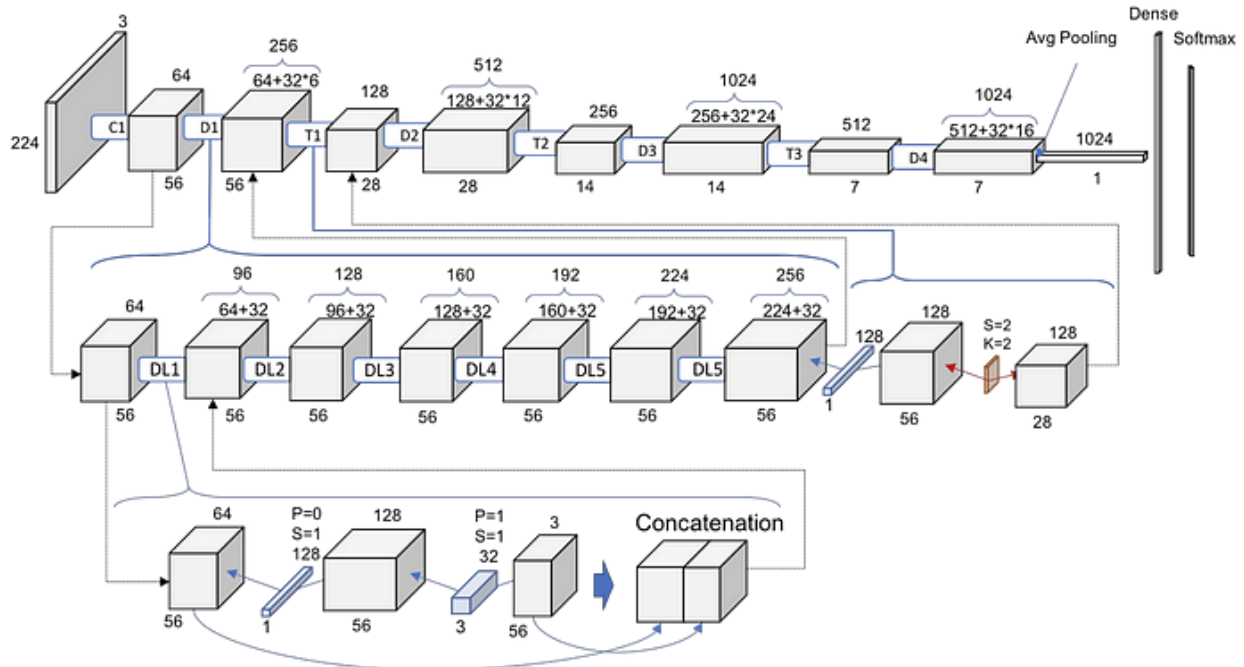 Dense
3
Avg Pooling
Softmax
256
512
1024
1024
64
64+32*6
128
128+32*12
256
256+32*24
512
512+32*16
1024
C1
D1
T1
D2
T2
D3
T3
D4
224
56
56
28
28
14
14
7
7
1
96
128
160
192
224
256
64
64+32
96+32
128+32
160+32
192+32
224+32
128
128
S=2
K=2
128
DL1
DL2
DL3
DL4
DL5
DL5
56
56
56
56
56
56
56
1
56
28
64
P=0
S=1
128
128
P=1
S=1
32
3
Concatenation
56
1
56
3
56